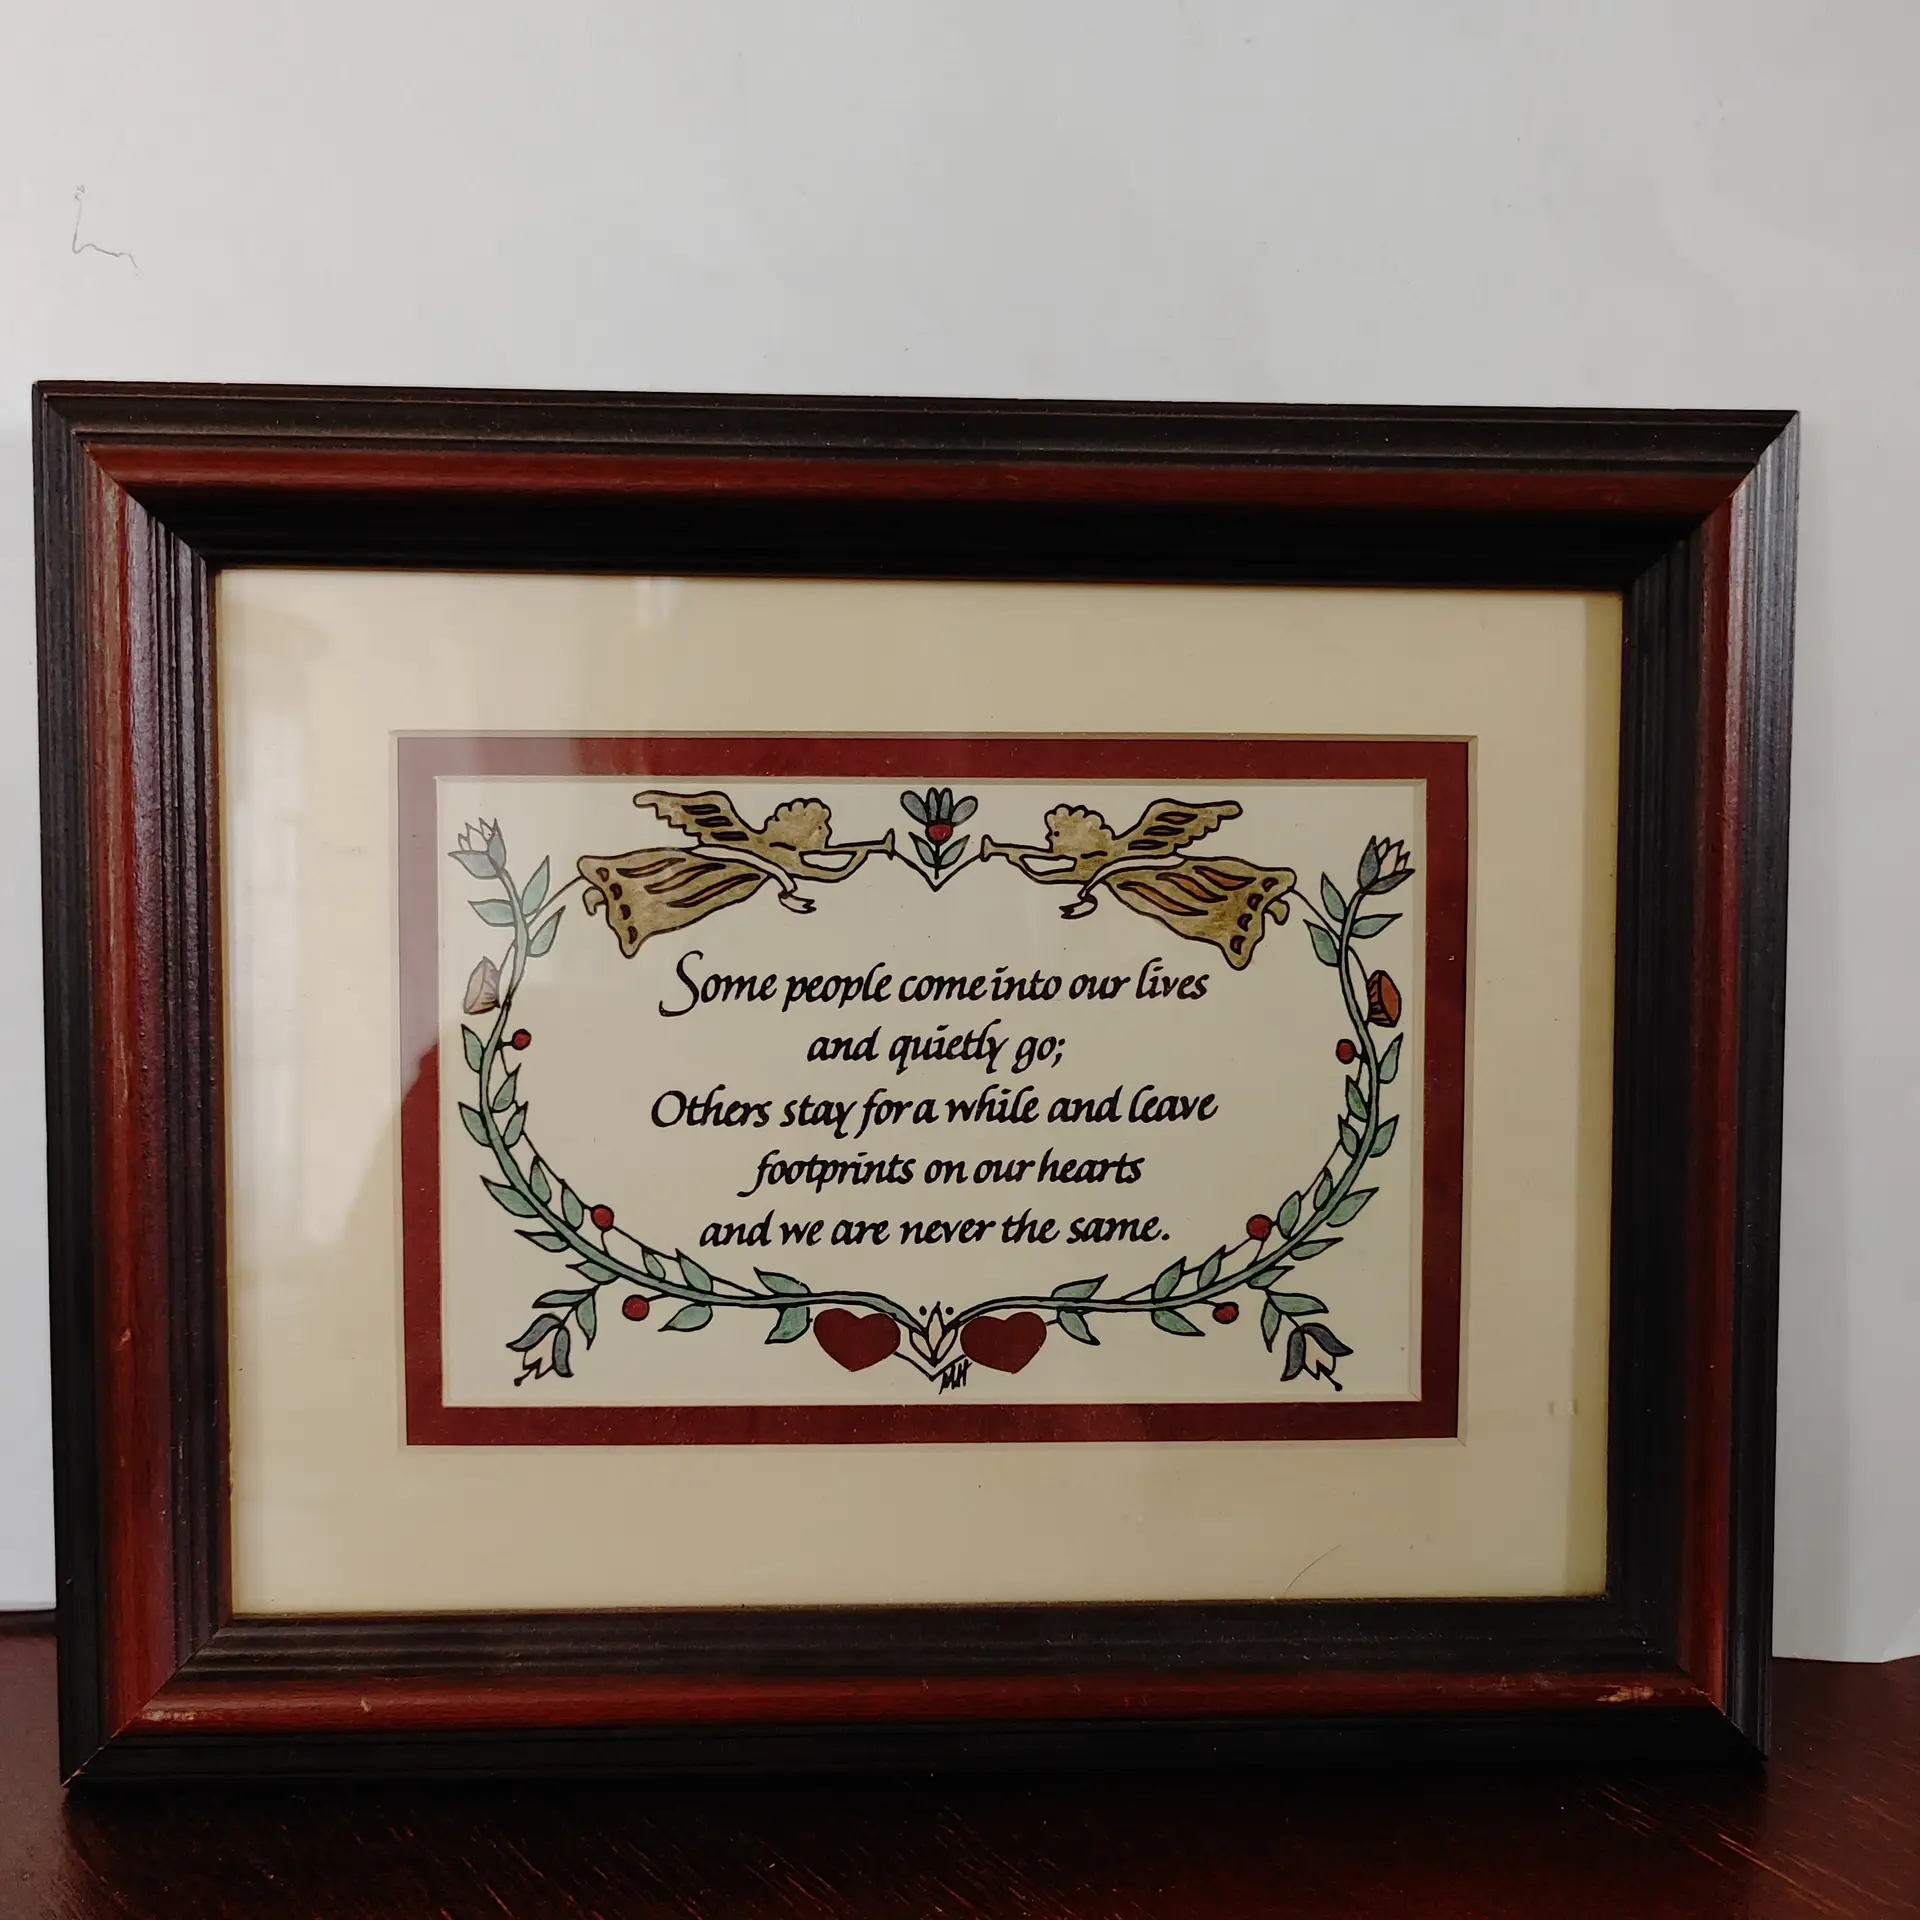 Some people come into our lives
and quietly go;
Others stay for a while and leave
footprints on our hearts
and we are never the same.